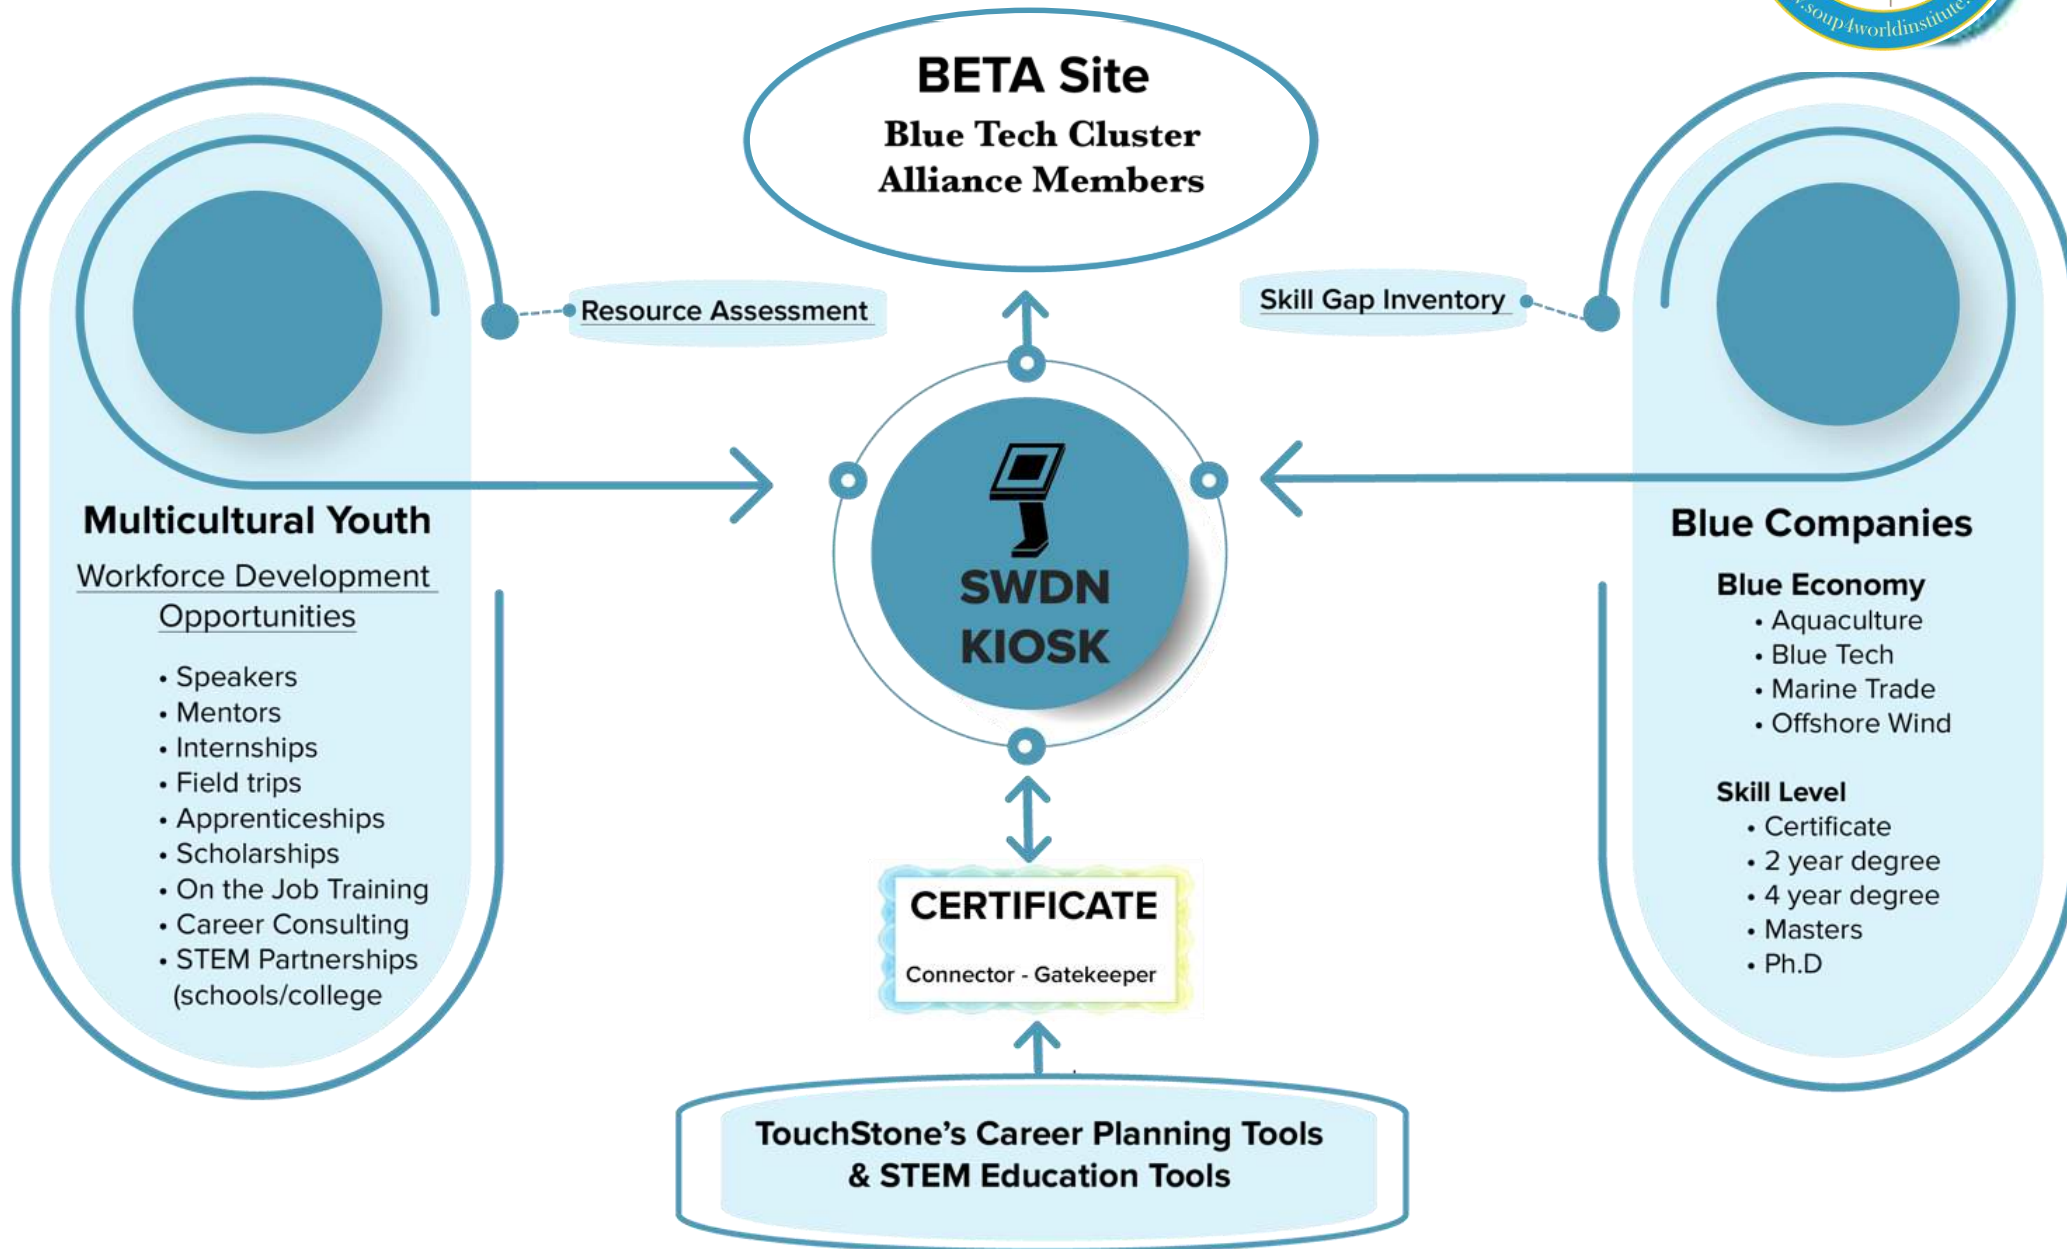 .soup4worldinstitute.
BETA Site
Blue Tech Cluster
Alliance Members
Resource Assessment
Skill Gap Inventory
SWDN
KIOSK
Multicultural Youth
Workforce Development
Opportunities
• Speakers
• Mentors
• Internships
• Field trips
• Apprenticeships
• Scholarships
• On the Job Training
• Career Consulting
• STEM Partnerships
(schools/college
Blue Companies
Blue Economy
• Aquaculture
• Blue Tech
• Marine Trade
• Offshore Wind
Skill Level
• Certificate
• 2 year degree
• 4 year degree
• Masters
• Ph.D
CERTIFICATE
Connector - Gatekeeper
TouchStone’s Career Planning Tools
& STEM Education Tools